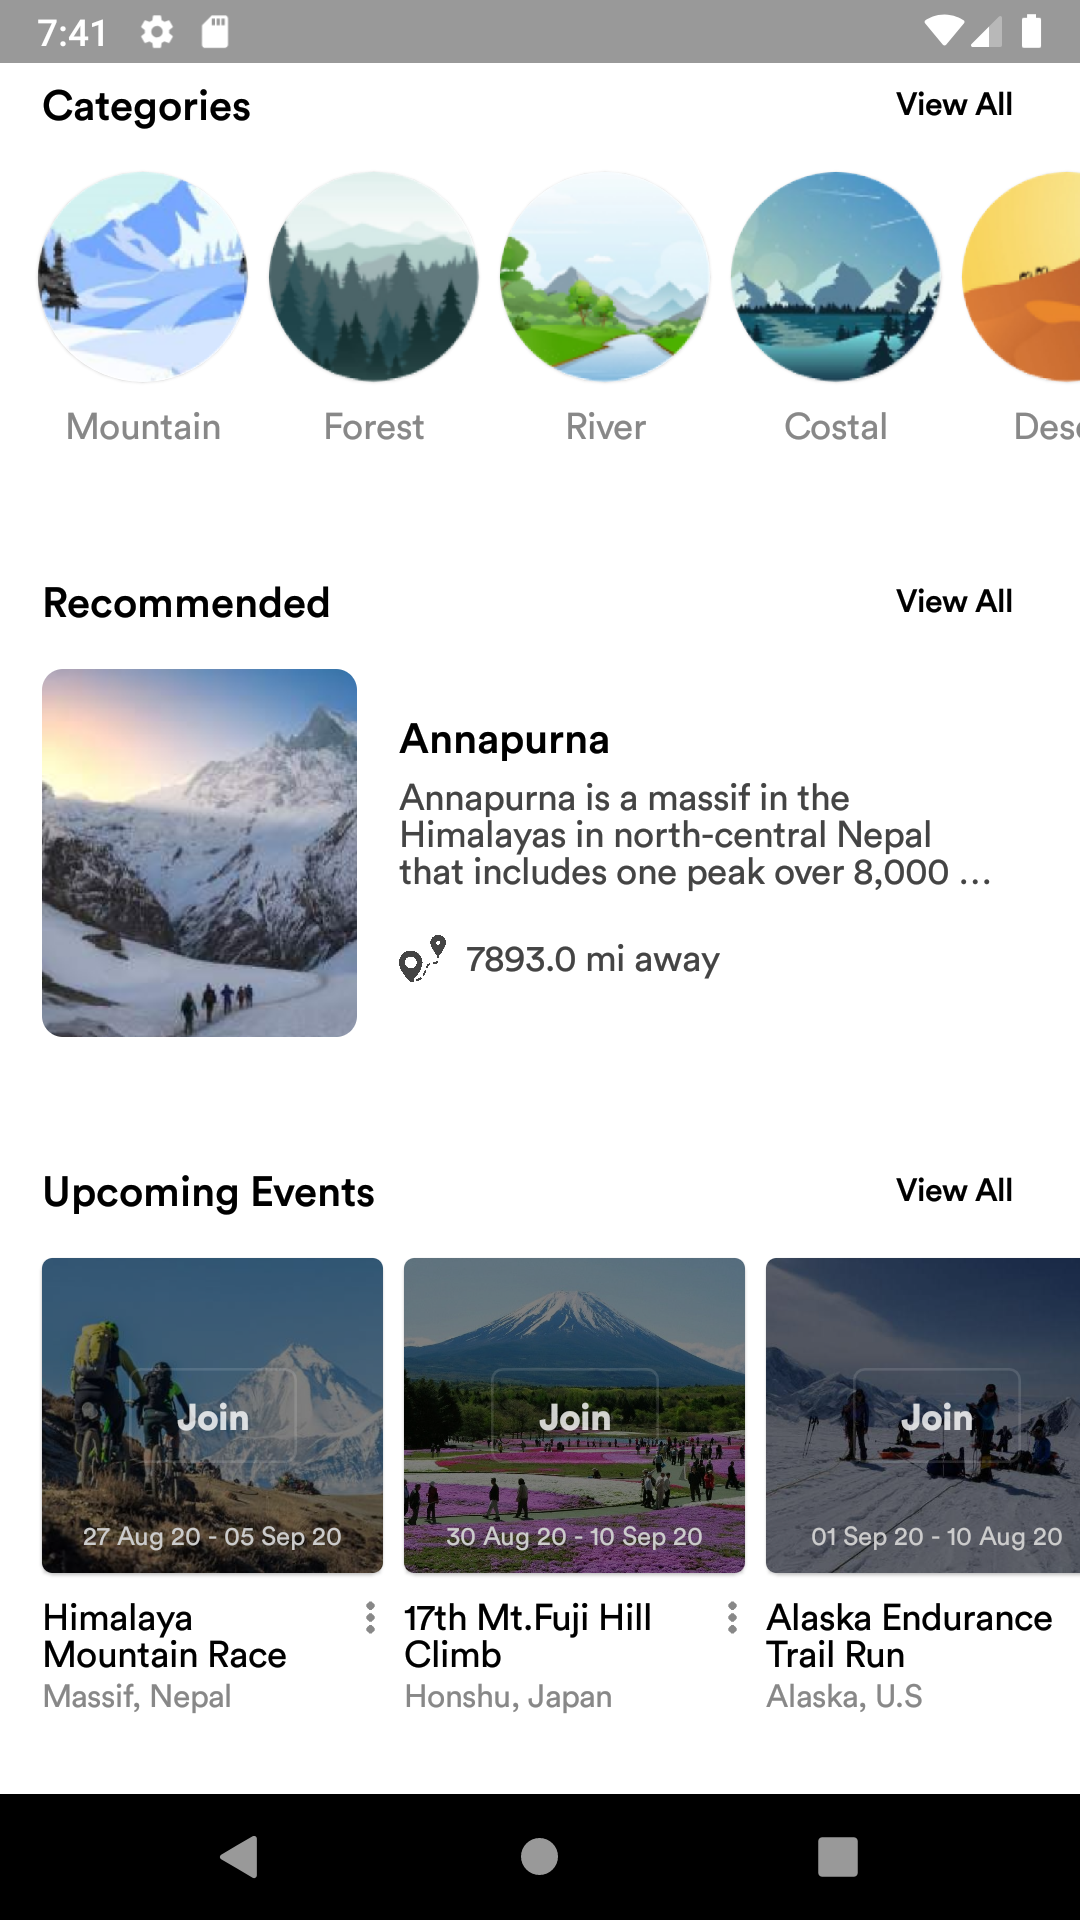 7:41
Categories
View All
Mountain
Forest
River
Costal
Recommended
View All
Annapurna
Annapurna is a massif in the
Himalayas in north-central Nepal
that includes one peak over 8,000 ...
7893.0 mi away
Upcoming Events
View All
Join
27 Aug 20 - 05 Sep 20
Himalaya
Mountain Race
Massif, Nepal
Join
30 Aug 20 - 10 Sep 20
17th Mt.Fuji Hill
Climb
Honshu, Japan
Join
01 Sep 20 - 10 Aug 20
Alaska Endurance
Trail Run
Alaska, U.S